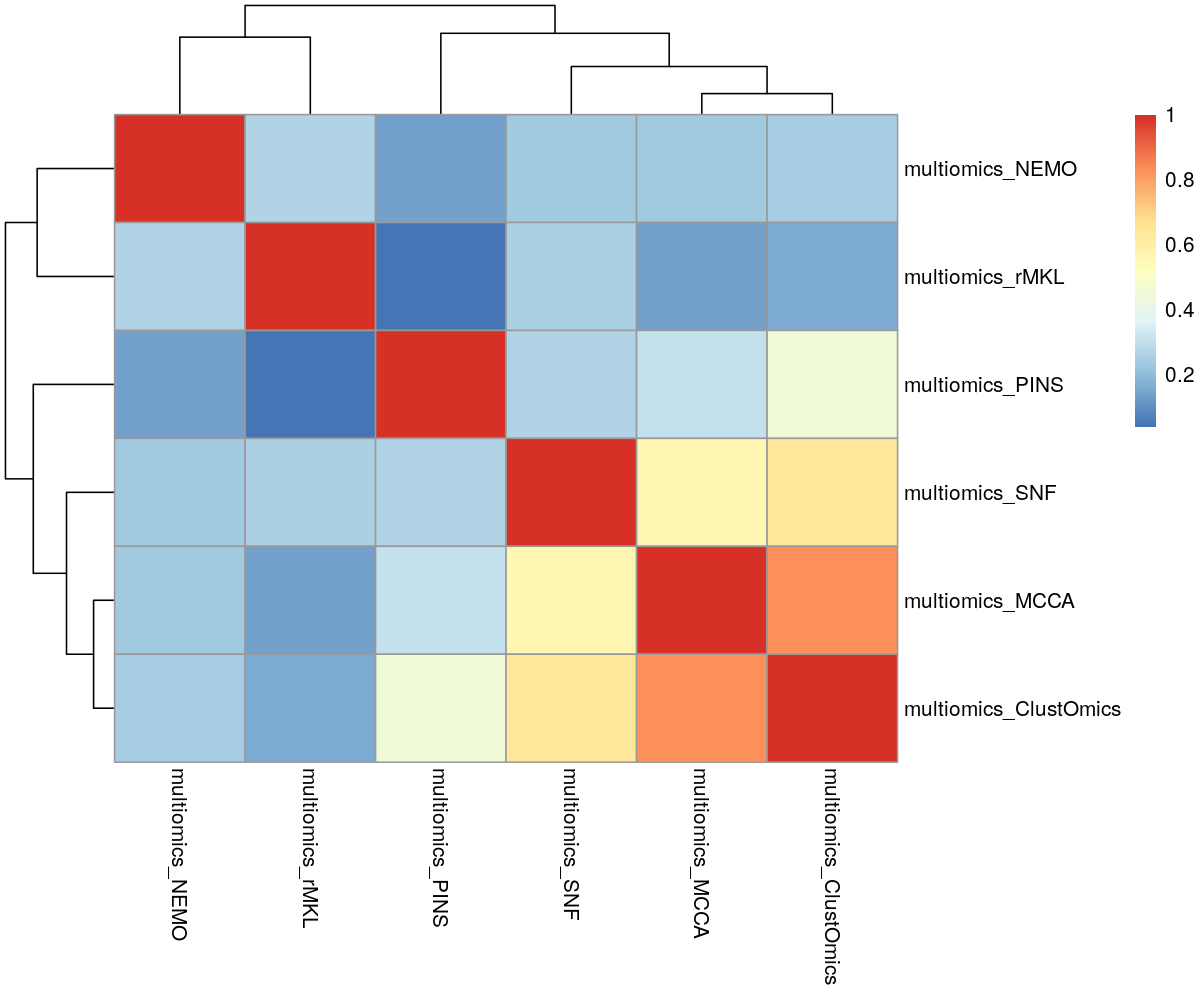 1
multiomics_NEMO
0.8
0.6
multiomics_rMKL
0.4
0.2
multiomics_PINS
multiomics_SNF
multiomics_MCCA
multiomics_ClustOmics
multiomics_NEMO
multiomics_rMKL
multiomics_PINS
multiomics_SNF
multiomics_MCCA
multiomics_ClustOmics